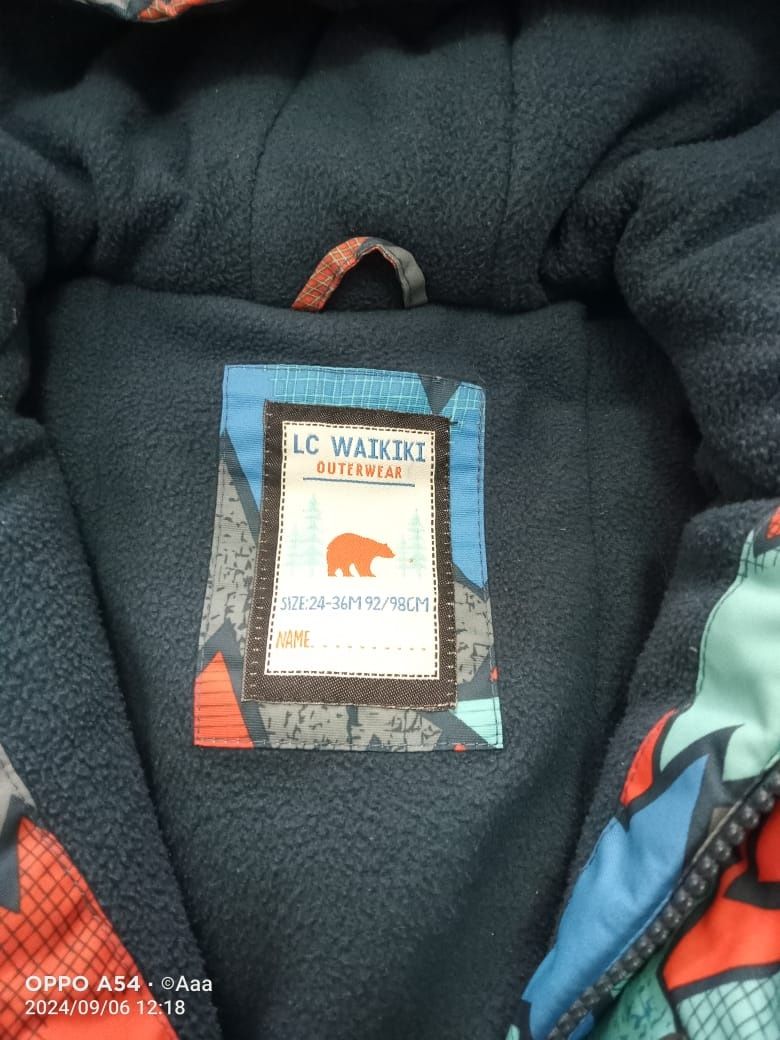 LC WAIKIKI
OUTERWEAR
SIZE:24-36M 92/98CM
NAME.............
OPPO A54 · ©Aaa
2024/09/06 12:18